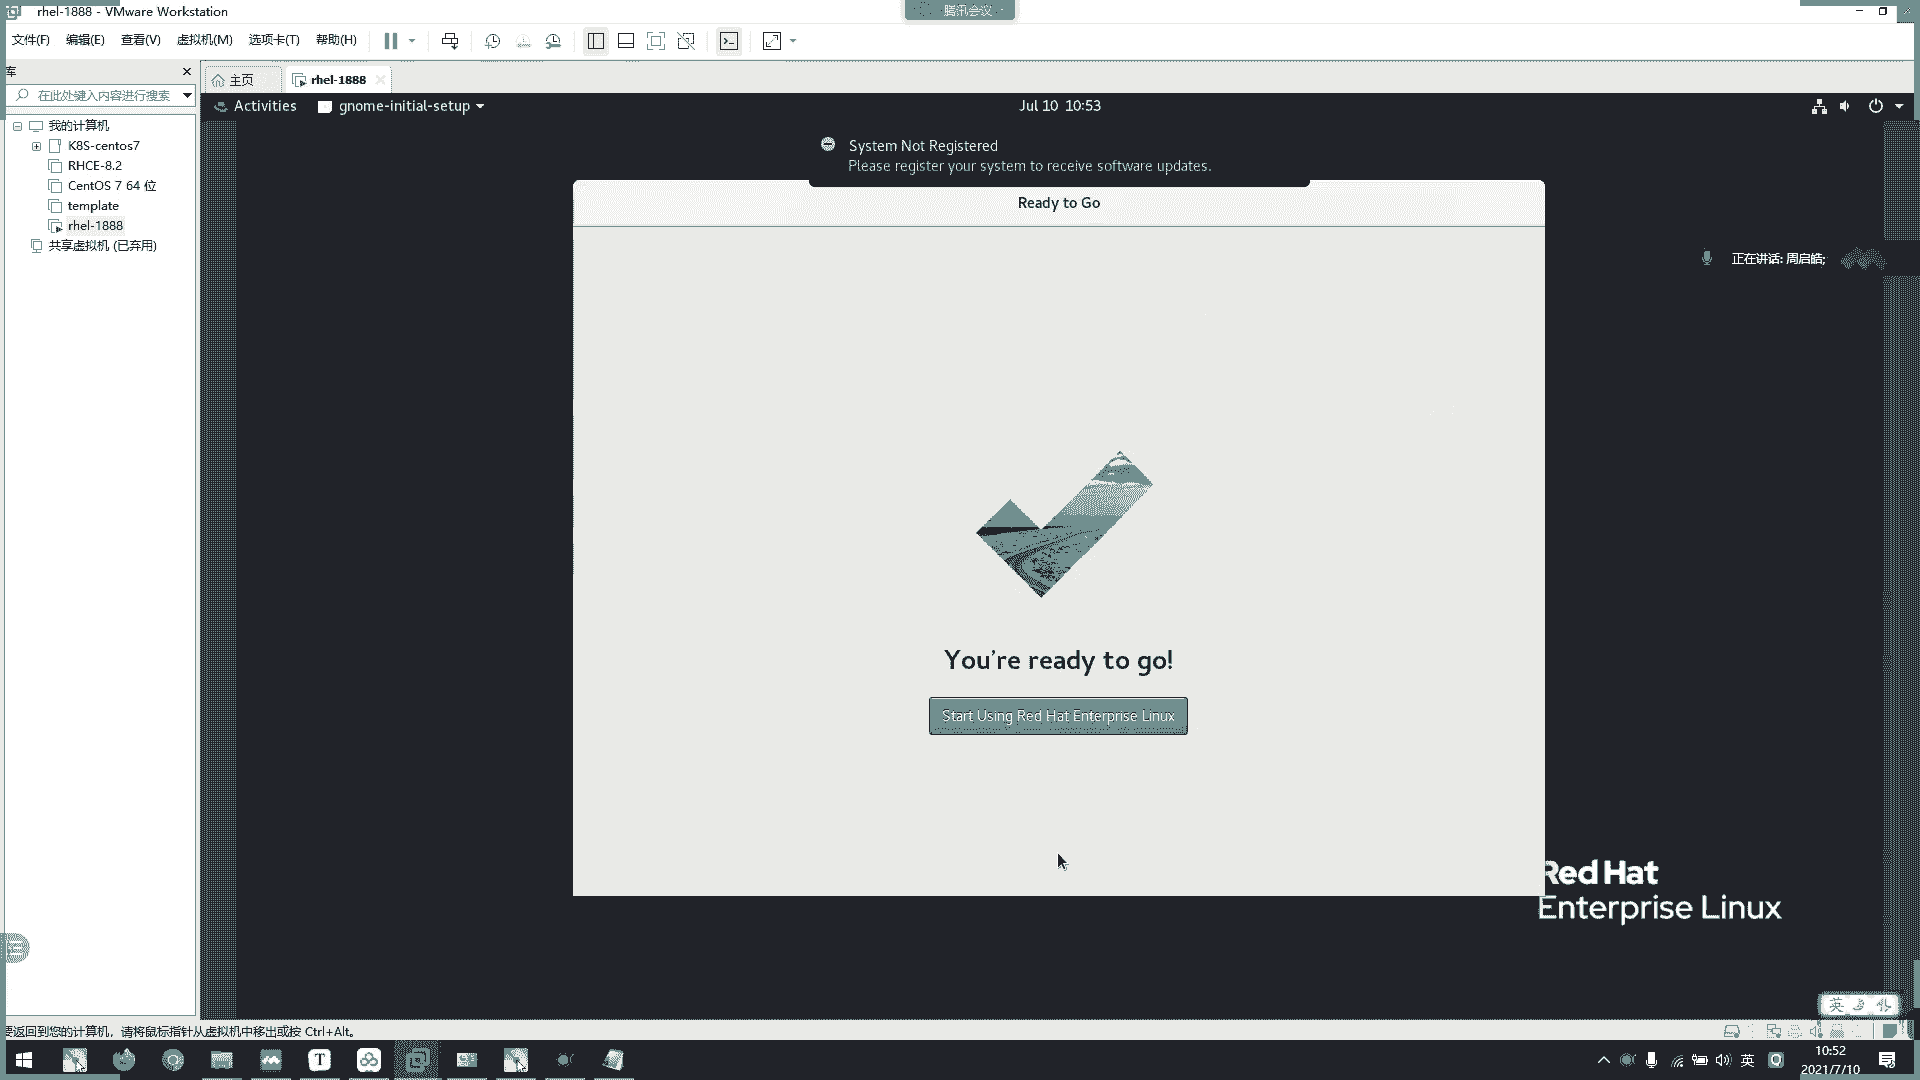 rhel-1888 - VMware Workstation
腾讯会议
文件(F) 编辑(E) 查看(V) 虚拟机(M) 选项卡(T) 帮助(H)
库
主页
rhel-1888
在此处键入内容进行搜索
Activities
gnome-initial-setup
Jul 10 10:53
我的计算机
K8S-centos7
RHCE-8.2
CentOS 7 64 位
template
rhel-1888
共享虚拟机 (已弃用)
System Not Registered
Please register your system to receive software updates.
Ready to Go
正在讲话: 周启皓;
You're ready to go!
Start Using Red Hat Enterprise Linux
Red Hat
Enterprise Linux
英
要返回到您的计算机，请将鼠标指针从虚拟机中移出或按 Ctrl+Alt。
T
英
10:52
2021/7/10